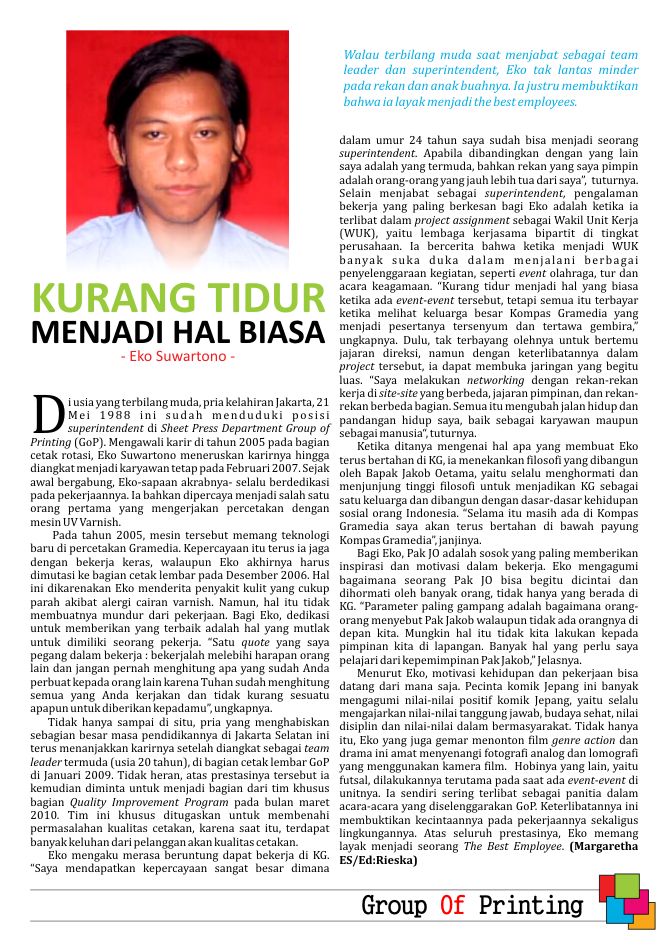 KURANG TIDUR
MENJADI HAL BIASA
- Eko Suwartono -
Di usia yang terbilang muda, pria kelahiran Jakarta, 21
Mei 1988 ini sudah menduduki posisi
superintendent di Sheet Press Department Group of
Printing (GoP). Mengawali karir di tahun 2005 pada bagian
cetak rotasi, Eko Suwartono meneruskan karirnya hingga
diangkat menjadi karyawan tetap pada Februari 2007. Sejak
awal bergabung, Eko-sapaan akrabnya- selalu berdedikasi
pada pekerjaannya. Ia bahkan dipercaya menjadi salah satu
orang pertama yang mengerjakan percetakan dengan
mesin UV Varnish.
Pada tahun 2005, mesin tersebut memang teknologi
baru di percetakan Gramedia. Kepercayaan itu terus ia jaga
dengan bekerja keras, walaupun Eko akhirnya harus
dimutasi ke bagian cetak lembar pada Desember 2006. Hal
ini dikarenakan Eko menderita penyakit kulit yang cukup
parah akibat alergi cairan varnish. Namun, hal itu tidak
membuatnya mundur dari pekerjaan. Bagi Eko, dedikasi
untuk memberikan yang terbaik adalah hal yang mutlak
untuk dimiliki seorang pekerja. “Satu quote yang saya
pegang dalam bekerja : bekerjalah melebihi harapan orang
lain dan jangan pernah menghitung apa yang sudah Anda
perbuat kepada orang lain karena Tuhan sudah menghitung
semua yang Anda kerjakan dan tidak kurang sesuatu
apapun untuk diberikan kepadamu”, ungkapnya.
Tidak hanya sampai di situ, pria yang menghabiskan
sebagian besar masa pendidikannya di Jakarta Selatan ini
terus menanjakkan karirnya setelah diangkat sebagai team
leader termuda (usia 20 tahun), di bagian cetak lembar GoP
di Januari 2009. Tidak heran, atas prestasinya tersebut ia
kemudian diminta untuk menjadi bagian dari tim khusus
bagian Quality Improvement Program pada bulan maret
2010. Tim ini khusus ditugaskan untuk membenahi
permasalahan kualitas cetakan, karena saat itu, terdapat
banyak keluhan dari pelanggan akan kualitas cetakan.
Eko mengaku merasa beruntung dapat bekerja di KG.
“Saya mendapatkan kepercayaan sangat besar dimana
Walau terbilang muda saat menjabat sebagai team
leader dan superintendent, Eko tak lantas minder
pada rekan dan anak buahnya. Ia justru membuktikan
bahwa ia layak menjadi the best employees.
dalam umur 24 tahun saya sudah bisa menjadi seorang
superintendent. Apabila dibandingkan dengan yang lain
saya adalah yang termuda, bahkan rekan yang saya pimpin
adalah orang-orang yang jauh lebih tua dari saya”, tuturnya.
Selain menjabat sebagai superintendent, pengalaman
bekerja yang paling berkesan bagi Eko adalah ketika ia
terlibat dalam project assignment sebagai Wakil Unit Kerja
(WUK), yaitu lembaga kerjasama bipartit di tingkat
perusahaan. Ia bercerita bahwa ketika menjadi WUK
banyak suka duka dalam menjalani berbagai
penyelenggaraan kegiatan, seperti event olahraga, tur dan
acara keagamaan. “Kurang tidur menjadi hal yang biasa
ketika ada event-event tersebut, tetapi semua itu terbayar
ketika melihat keluarga besar Kompas Gramedia yang
menjadi pesertanya tersenyum dan tertawa gembira,”
ungkapnya. Dulu, tak terbayang olehnya untuk bertemu
jajaran direksi, namun dengan keterlibatannya dalam
project tersebut, ia dapat membuka jaringan yang begitu
luas. “Saya melakukan networking dengan rekan-rekan
kerja di site-site yang berbeda, jajaran pimpinan, dan rekan-
rekan berbeda bagian. Semua itu mengubah jalan hidup dan
pandangan hidup saya, baik sebagai karyawan maupun
sebagai manusia“, tuturnya.
Ketika ditanya mengenai hal apa yang membuat Eko
terus bertahan di KG, ia menekankan filosofi yang dibangun
oleh Bapak Jakob Oetama, yaitu selalu menghormati dan
menjunjung tinggi filosofi untuk menjadikan KG sebagai
satu keluarga dan dibangun dengan dasar-dasar kehidupan
sosial orang Indonesia. “Selama itu masih ada di Kompas
Gramedia saya akan terus bertahan di bawah payung
Kompas Gramedia”, janjinya.
Bagi Eko, Pak JO adalah sosok yang paling memberikan
inspirasi dan motivasi dalam bekerja. Eko mengagumi
bagaimana seorang Pak JO bisa begitu dicintai dan
dihormati oleh banyak orang, tidak hanya yang berada di
KG. “Parameter paling gampang adalah bagaimana orang-
orang menyebut Pak Jakob walaupun tidak ada orangnya di
depan kita. Mungkin hal itu tidak kita lakukan kepada
pimpinan kita di lapangan. Banyak hal yang perlu saya
pelajari dari kepemimpinan Pak Jakob,” Jelasnya.
Menurut Eko, motivasi kehidupan dan pekerjaan bisa
datang dari mana saja. Pecinta komik Jepang ini banyak
mengagumi nilai-nilai positif komik Jepang, yaitu selalu
mengajarkan nilai-nilai tanggung jawab, budaya sehat, nilai
disiplin dan nilai-nilai dalam bermasyarakat. Tidak hanya
itu, Eko yang juga gemar menonton film genre action dan
drama ini amat menyenangi fotografi analog dan lomografi
yang menggunakan kamera film. Hobinya yang lain, yaitu
futsal, dilakukannya terutama pada saat ada event-event di
unitnya. Ia sendiri sering terlibat sebagai panitia dalam
acara-acara yang diselenggarakan GoP. Keterlibatannya ini
membuktikan kecintaannya pada pekerjaannya sekaligus
lingkungannya. Atas seluruh prestasinya, Eko memang
layak menjadi seorang The Best Employee. (Margaretha
ES/Ed:Rieska)
Group Of Printing